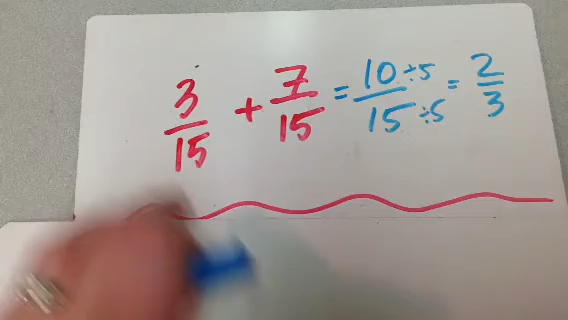 3/15 + 7/15 = 10÷5/15÷5 = 2/3